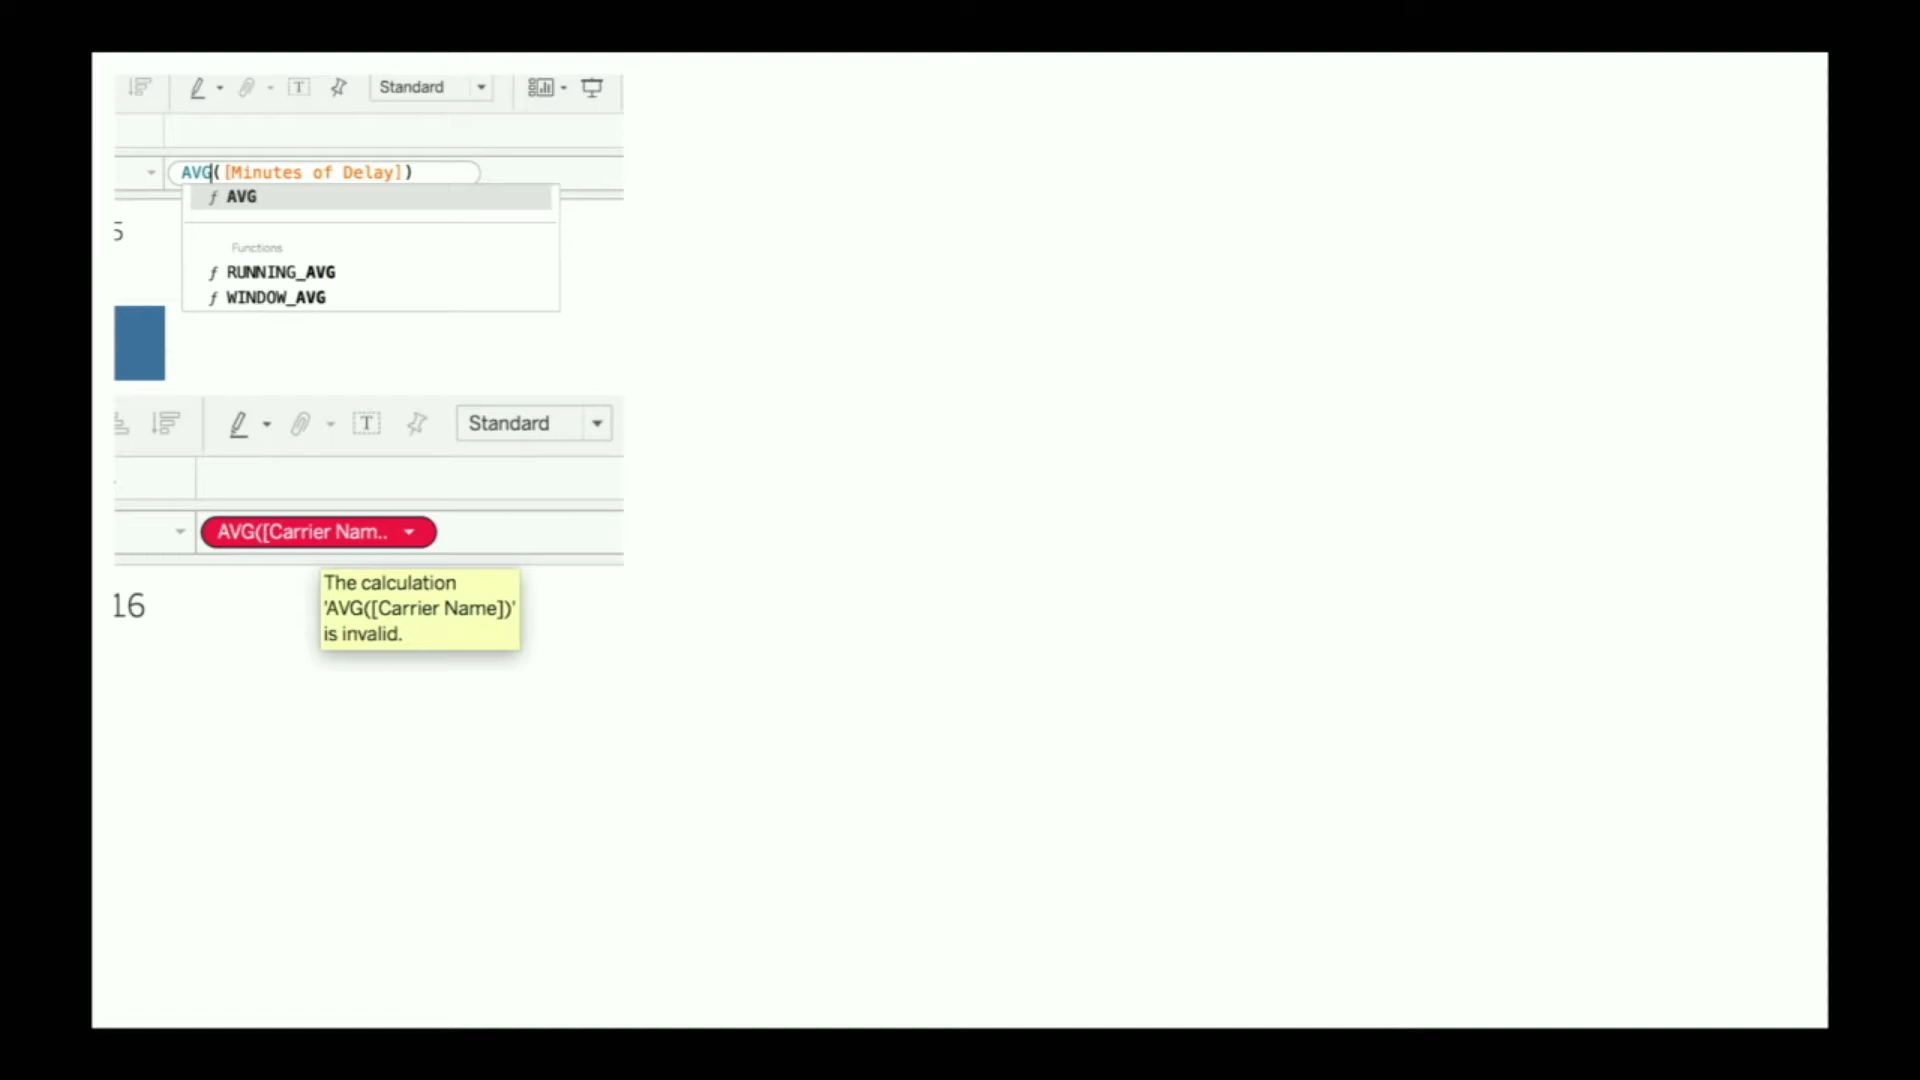 Standard
AVG([Minutes of Delay])
ƒ AVG
5
Functions
ƒ RUNNING_AVG
ƒ WINDOW_AVG
T
Standard
AVG([Carrier Nam..
The calculation
'AVG([Carrier Name])'
is invalid.
16